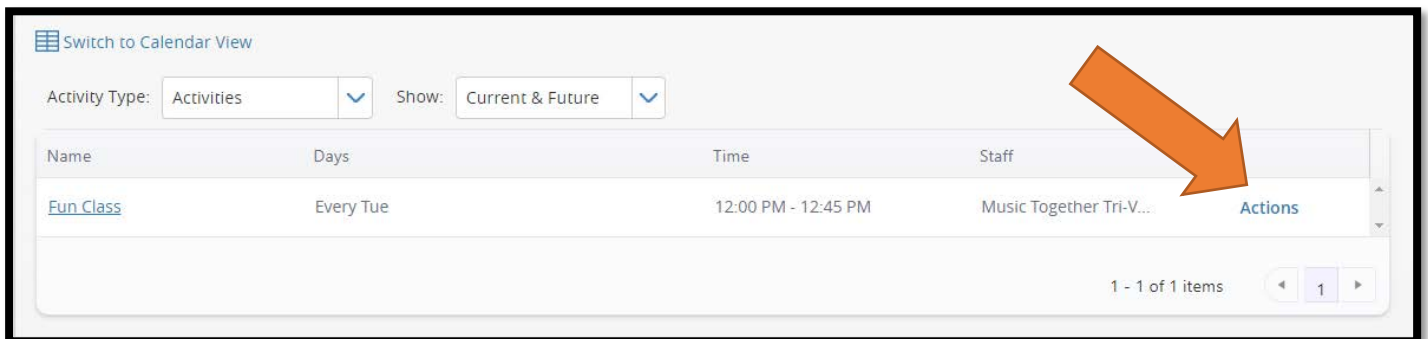 Switch to Calendar View
Activity Type: Activities Show: Current & Future
Name Days Time Staff
Fun Class Every Tue 12:00 PM - 12:45 PM Music Together Tri-V... Actions
1 - 1 of 1 items 1